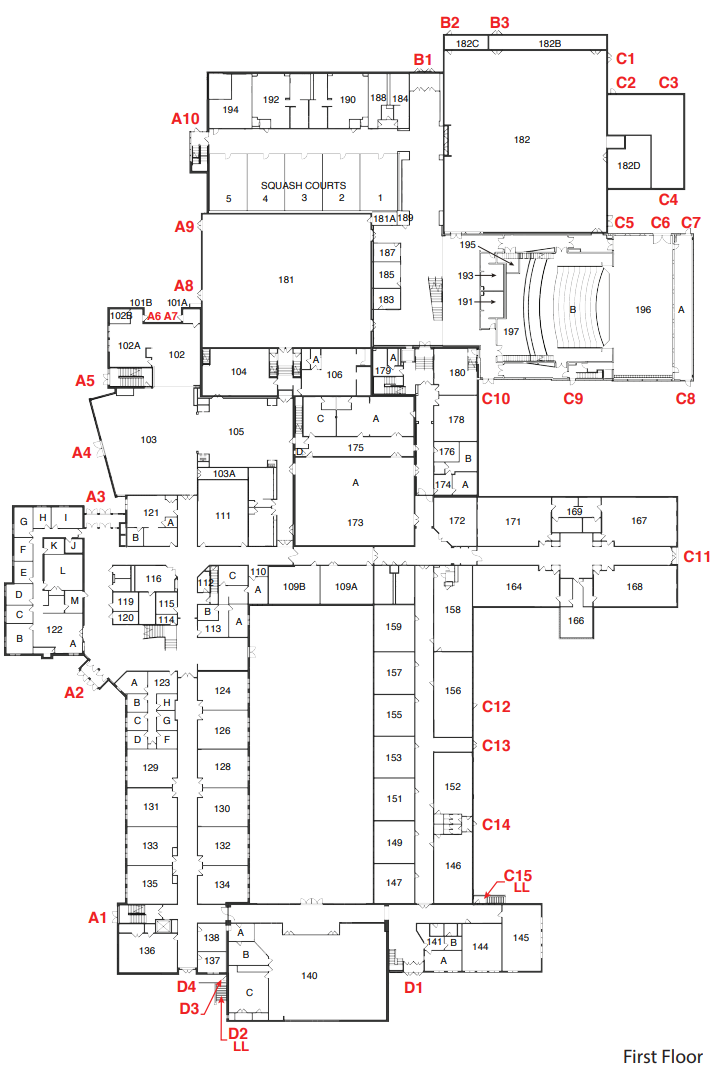 B2 B3
182C 182B
B1 C1
C2 C3
194 192 190 188 184
A10
182
182D
SQUASH COURTS
5 4 3 2 1
C4
181A 189
A9 C5 C6 C7
195
187
193 185
181
A8 183 191
B 196 A
197
101B 101A
102B A6 A7
102A 102
104 A 106 A 179 180
A5 C10 C9 C8
C A 178
103 105
A4 D 175 176 B
103A A 174 A
A3
G H I 121 A 111 173 172 171 169 167
B
F K J
E L C11
116 112 C 110
D 109B 109A 164 168
M 119 115 A 158
C B
122 120 114 113 A 159 166
B A
157
A2 A 123 124
B H 156
C G 126 155 C12
D F
C13
129 128 153
152
131 130 151
C14
133 132 149
146
135 134 147
C15
LL
A1
A
138 141 B 144 145
136 B
137 A
140
D4 C D1
D3
D2
LL
First Floor